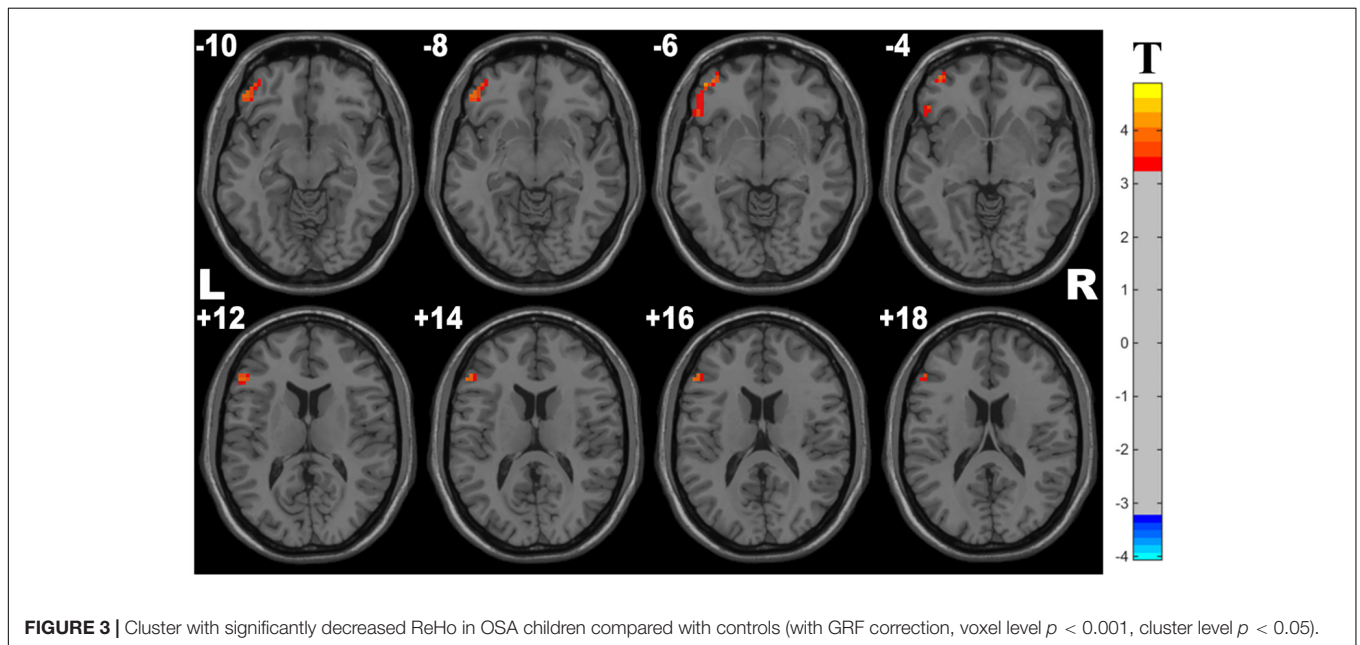 -10 -8 -6 -4 T
4
3
2
1
L R
+12 +14 +16 +18
0
-1
-2
-3
-4
FIGURE 3 | Cluster with significantly decreased ReHo in OSA children compared with controls (with GRF correction, voxel level p < 0.001, cluster level p < 0.05).